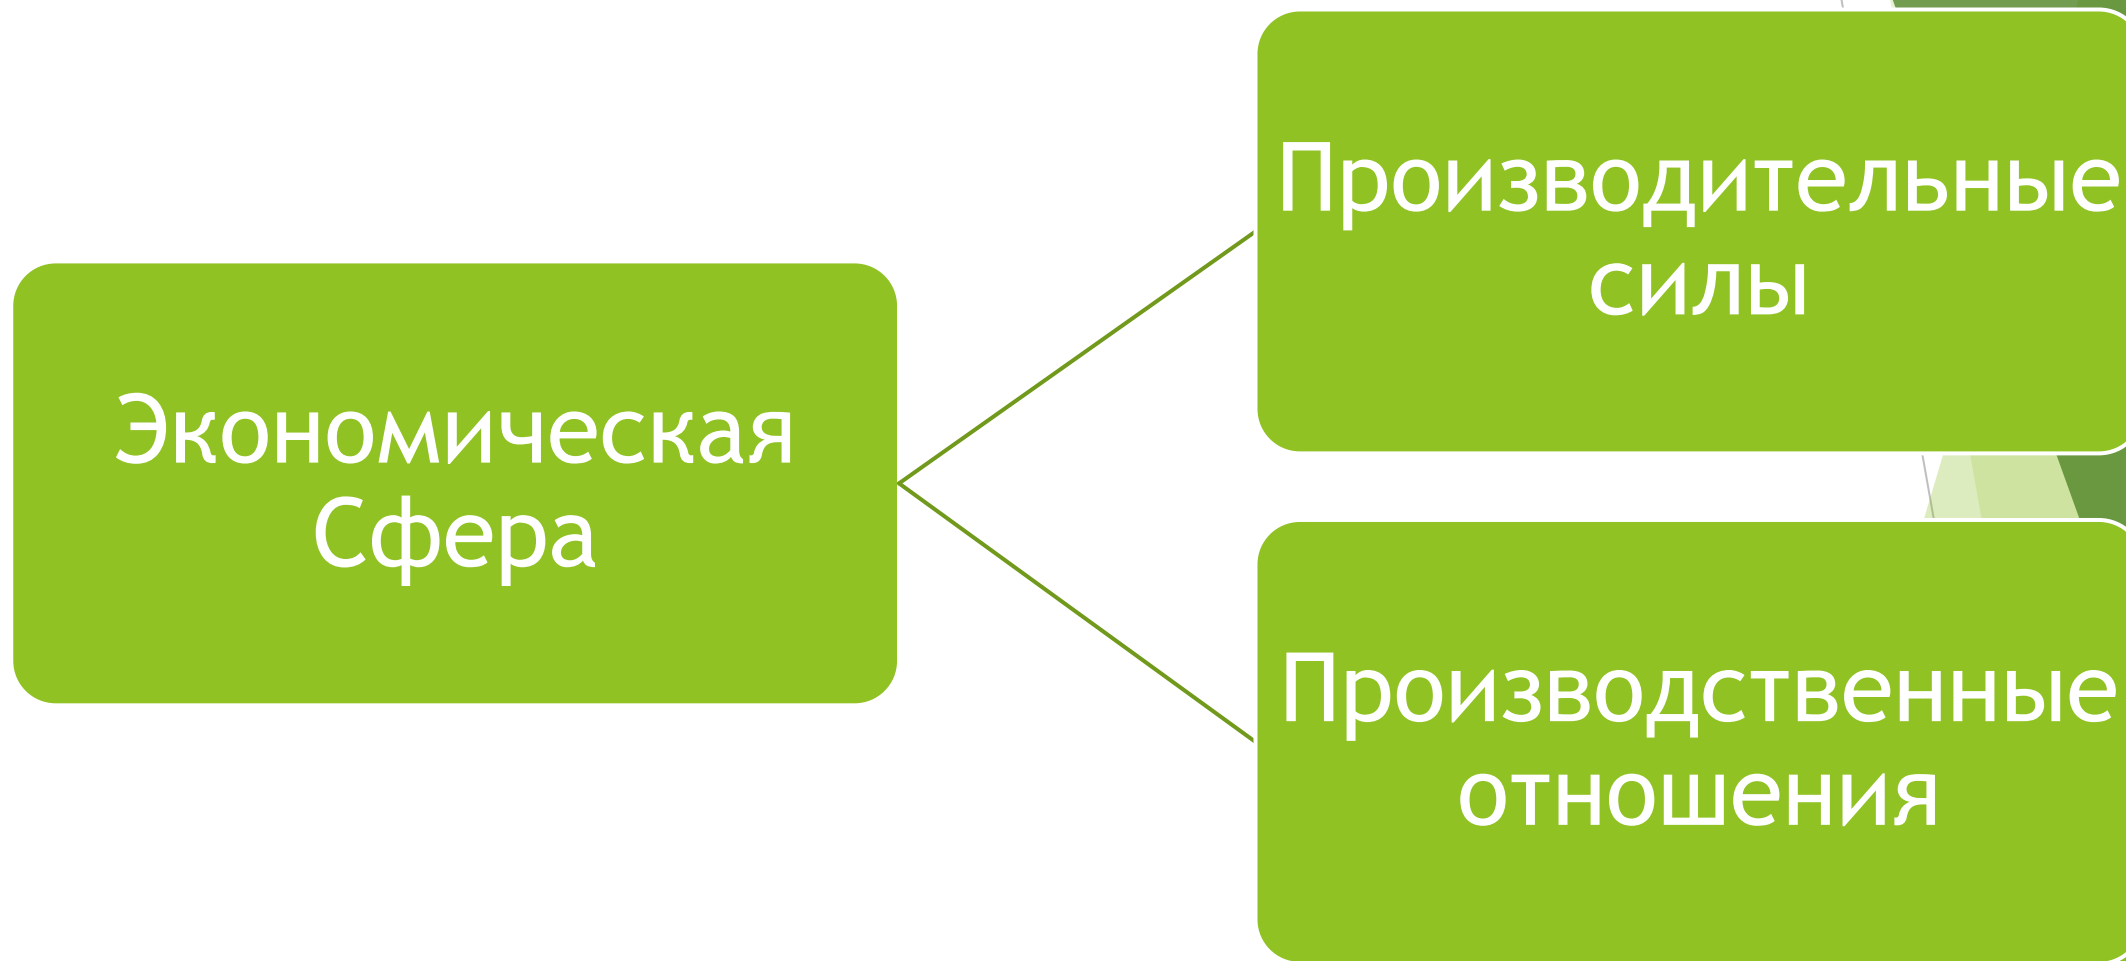 Экономическая
Сфера
Производительные
силы
Производственные
отношения